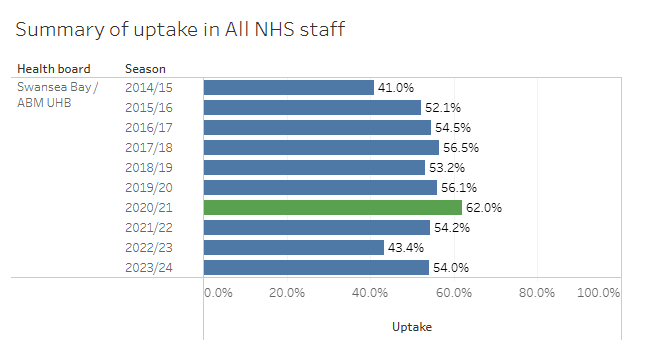 Summary of uptake in All NHS staff
Health board Season
Swansea Bay / 2014/15 41.0%
ABM UHB 2015/16 52.1%
2016/17 54.5%
2017/18 56.5%
2018/19 53.2%
2019/20 56.1%
2020/21 62.0%
2021/22 54.2%
2022/23 43.4%
2023/24 54.0%
0.0% 20.0% 40.0% 60.0% 80.0% 100.0%
Uptake